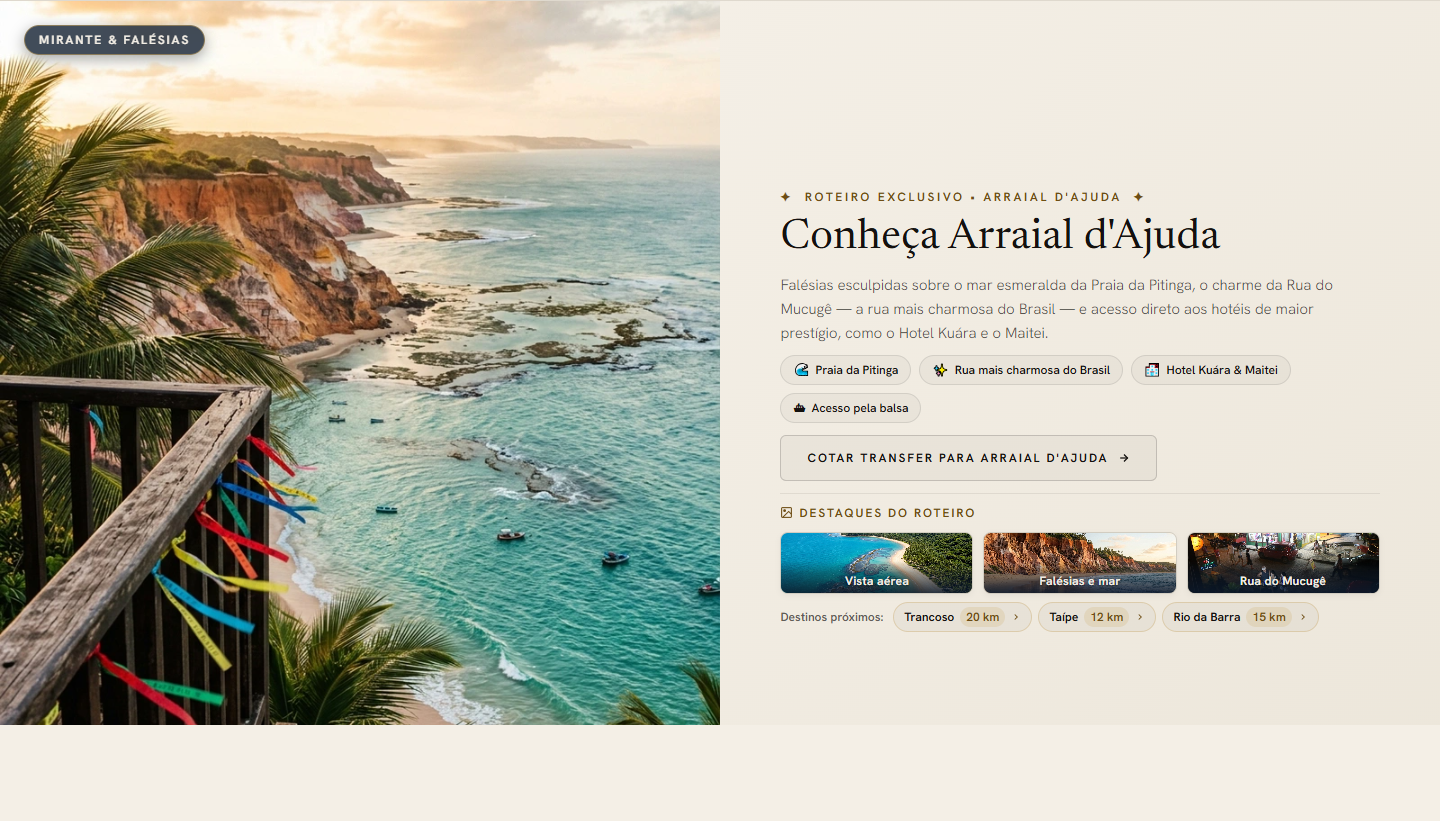 MIRANTE & FALÉSIAS
✦ ROTEIRO EXCLUSIVO • ARRAIAL D'AJUDA ✦
Conheça Arraial d'Ajuda
Falésias esculpidas sobre o mar esmeralda da Praia da Pitinga, o charme da Rua do
Mucugê — a rua mais charmosa do Brasil — e acesso direto aos hotéis de maior
prestígio, como o Hotel Kuára e o Maitei.
Praia da Pitinga
Rua mais charmosa do Brasil
Hotel Kuára & Maitei
Acesso pela balsa
COTAR TRANSFER PARA ARRAIAL D'AJUDA →
DESTAQUES DO ROTEIRO
Vista aérea
Falésias e mar
Rua do Mucugê
Destinos próximos:
Trancoso 20 km ›
Taípe 12 km ›
Rio da Barra 15 km ›